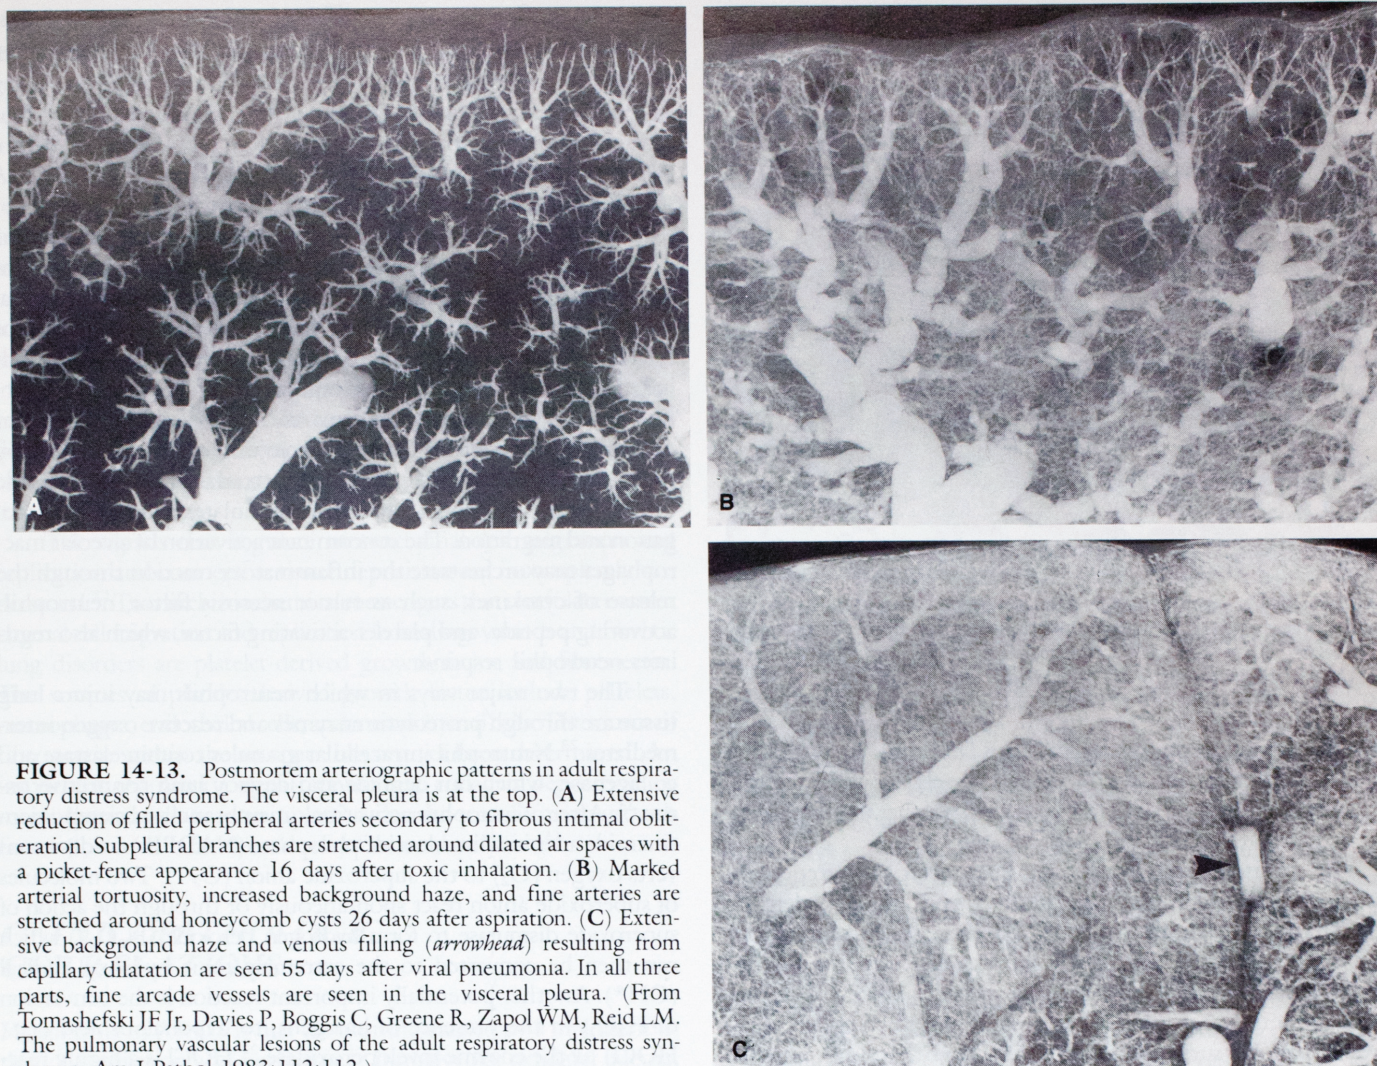 A
B
C
FIGURE 14-13. Postmortem arteriographic patterns in adult respira-
tory distress syndrome. The visceral pleura is at the top. (A) Extensive
reduction of filled peripheral arteries secondary to fibrous intimal oblit-
eration. Subpleural branches are stretched around dilated air spaces with
a picket-fence appearance 16 days after toxic inhalation. (B) Marked
arterial tortuosity, increased background haze, and fine arteries are
stretched around honeycomb cysts 26 days after aspiration. (C) Exten-
sive background haze and venous filling (arrowhead) resulting from
capillary dilatation are seen 55 days after viral pneumonia. In all three
parts, fine arcade vessels are seen in the visceral pleura. (From
Tomashefski JF Jr, Davies P, Boggis C, Greene R, Zapol WM, Reid LM.
The pulmonary vascular lesions of the adult respiratory distress syn-
Am J Pathol 1983;112:112.)